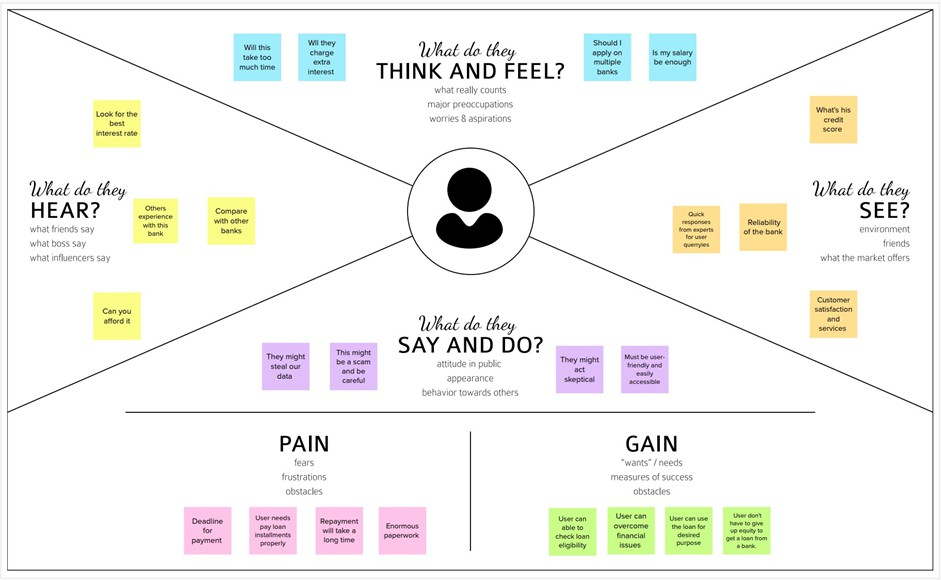 Will this
take too
much time
WIl they
charge
extra
interest
What do they
THINK AND FEEL?
what really counts
major preoccupations
worries & aspirations
Should I
apply on
multiple
banks
Is my salary
be enough
Look for the
best
interest rate
What do they
HEAR?
what friends say
what boss say
what influencers say
Others
experience
with this
bank
Compare
with other
banks
Can you
afford it
What's his
credit
score
Quick
responses
from experts
for user
querryies
Reliability
of the bank
What do they
SEE?
environment
friends
what the market offers
Customer
satisfaction
and
services
What do they
SAY AND DO?
attitude in public
appearance
behavior towards others
They might
steal our
data
This might
be a scam
and be
careful
They might
act
skeptical
Must be user-
friendly and
easily
accessible
PAIN
fears
frustrations
obstacles
Deadline
for
payment
User needs
pay loan
installments
properly
Repayment
will take a
long time
Enormous
paperwork
GAIN
"wants" / needs
measures of success
obstacles
User can
able to
check loan
eligibility
User can
overcome
financial
issues
User can use
the loan for
desired
purpose
User don't
have to give
up equity to
get a loan from
a bank.